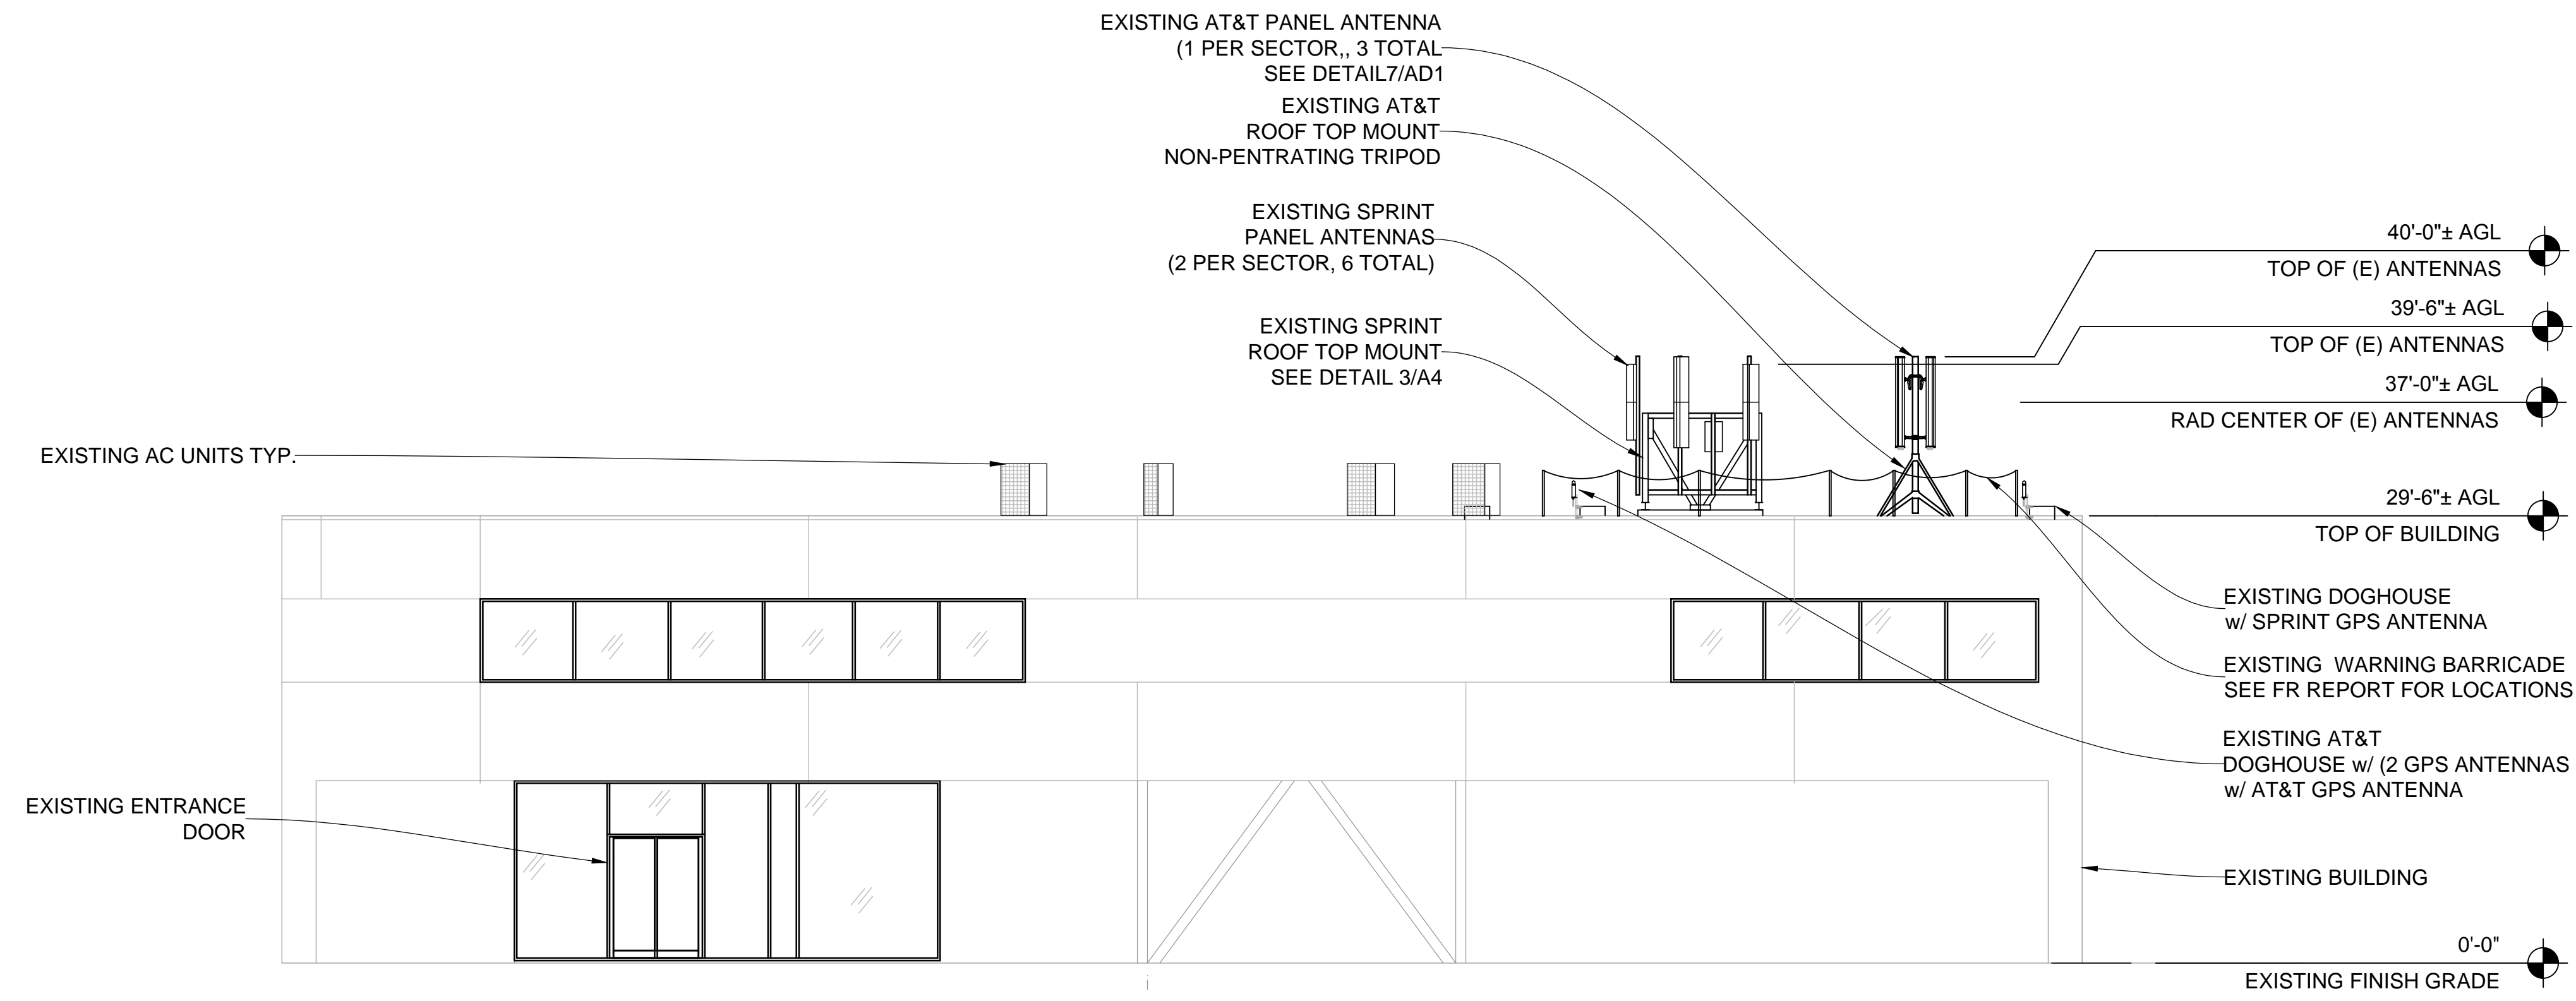 EXISTING AT&T PANEL ANTENNA
(1 PER SECTOR,, 3 TOTAL
SEE DETAIL7/AD1
EXISTING AT&T
ROOF TOP MOUNT
NON-PENTRATING TRIPOD
EXISTING SPRINT
PANEL ANTENNAS
(2 PER SECTOR, 6 TOTAL)
EXISTING SPRINT
ROOF TOP MOUNT
SEE DETAIL 3/A4
EXISTING AC UNITS TYP.
EXISTING ENTRANCE
DOOR
40'-0"± AGL
TOP OF (E) ANTENNAS
39'-6"± AGL
TOP OF (E) ANTENNAS
37'-0"± AGL
RAD CENTER OF (E) ANTENNAS
29'-6"± AGL
TOP OF BUILDING
EXISTING DOGHOUSE
w/ SPRINT GPS ANTENNA
EXISTING  WARNING BARRICADE
SEE FR REPORT FOR LOCATIONS
EXISTING AT&T
DOGHOUSE w/ (2 GPS ANTENNAS
w/ AT&T GPS ANTENNA
EXISTING BUILDING
0'-0"
EXISTING FINISH GRADE